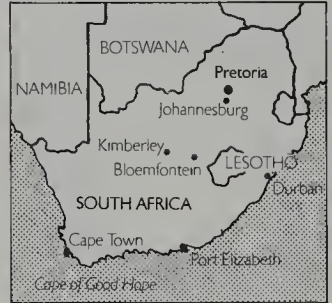 BOTSWANA
NAMIBIA
Pretoria
Johannesburg
Kimberley
Bloemfontein
LESOTHO
Durban
SOUTH AFRICA
Cape Town
Port Elizabeth
Cape of Good Hope